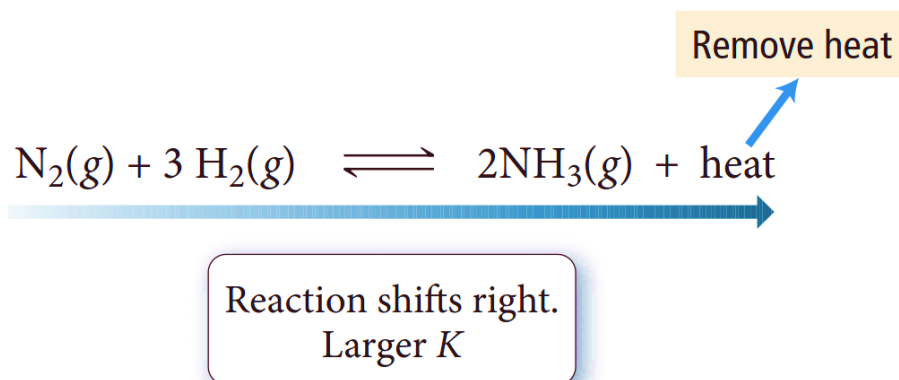 Remove heat
N₂(g) + 3 H₂(g) ⇌ 2NH₃(g) + heat
Reaction shifts right.
Larger K